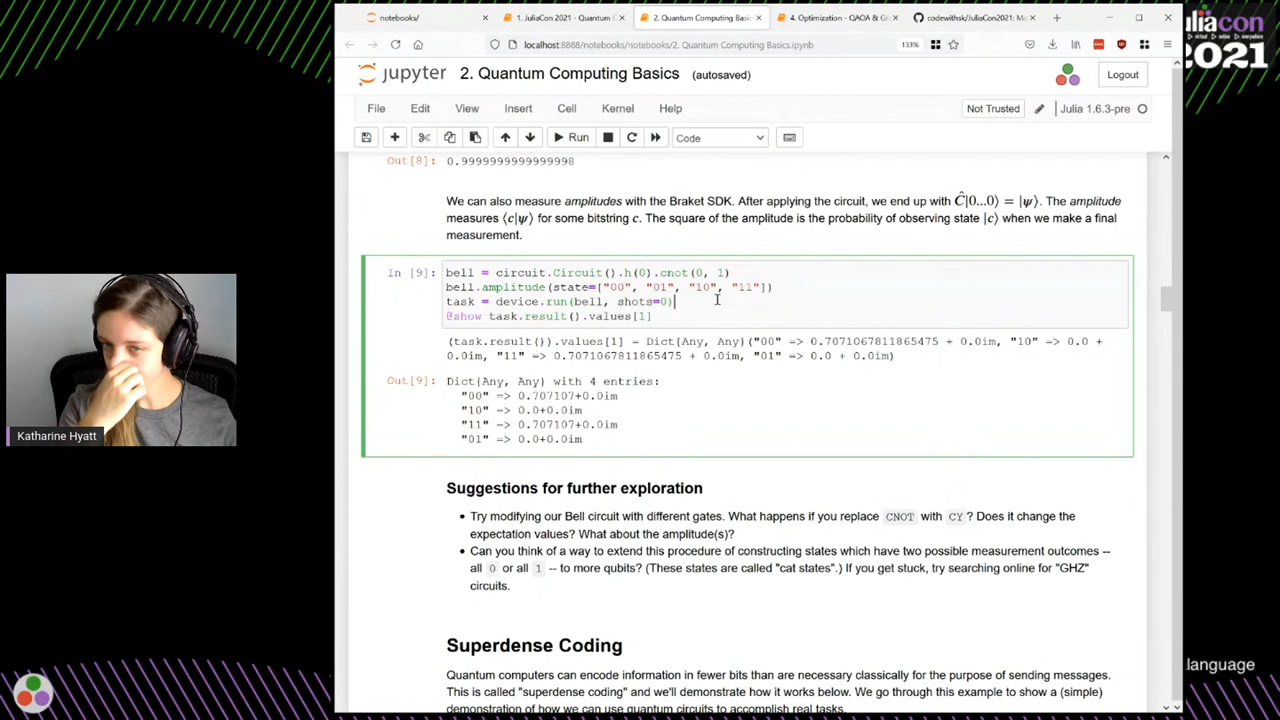 notebooks/
1. JuliaCon 2021 - Quantum C
2. Quantum Computing Basic
4. Optimization - QAOA & Gr
codewithsk/JuliaCon2021: Ma
localhost:8888/notebooks/notebooks/2. Quantum Computing Basics.ipynb
133%
juliacon
2021
jupyter
2. Quantum Computing Basics (autosaved)
Logout
File Edit View Insert Cell Kernel Help
Not Trusted
Julia 1.6.3-pre
Run
Code
Out[8]: 0.9999999999999998
We can also measure amplitudes with the Braket SDK. After applying the circuit, we end up with Ĉ|0...0⟩ = |ψ⟩. The amplitude
measures ⟨c|ψ⟩ for some bitstring c. The square of the amplitude is the probability of observing state |c⟩ when we make a final
measurement.
In [9]: bell = circuit.Circuit().h(0).cnot(0, 1)
bell.amplitude(state=["00", "01", "10", "11"])
task = device.run(bell, shots=0)
@show task.result().values[1]
(task.result()).values[1] = Dict{Any, Any}("00" => 0.7071067811865475 + 0.0im, "10" => 0.0 +
0.0im, "11" => 0.7071067811865475 + 0.0im, "01" => 0.0 + 0.0im)
Out[9]: Dict{Any, Any} with 4 entries:
"00" => 0.707107+0.0im
"10" => 0.0+0.0im
"11" => 0.707107+0.0im
"01" => 0.0+0.0im
Katharine Hyatt
Suggestions for further exploration
• Try modifying our Bell circuit with different gates. What happens if you replace CNOT with CY ? Does it change the
expectation values? What about the amplitude(s)?
• Can you think of a way to extend this procedure of constructing states which have two possible measurement outcomes --
all 0 or all 1 -- to more qubits? (These states are called "cat states".) If you get stuck, try searching online for "GHZ"
circuits.
Superdense Coding
Quantum computers can encode information in fewer bits than are necessary classically for the purpose of sending messages.
This is called "superdense coding" and we'll demonstrate how it works below. We go through this example to show a (simple)
demonstration of how we can use quantum circuits to accomplish real tasks.
language